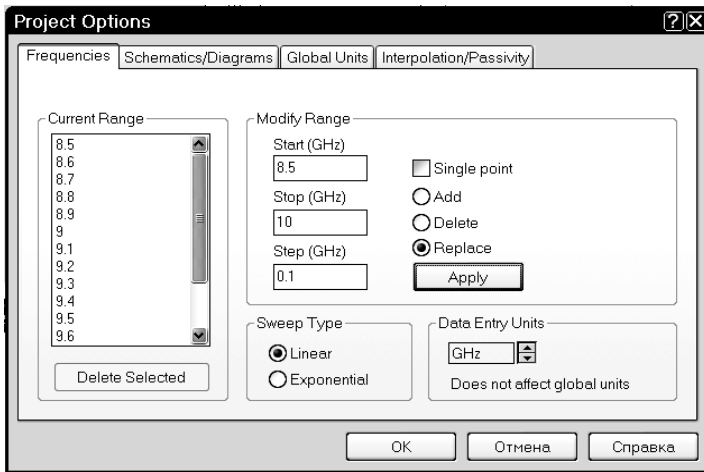 Project Options
Frequencies Schematics/Diagrams Global Units Interpolation/Passivity
Current Range
8.5
8.6
8.7
8.8
8.9
9
9.1
9.2
9.3
9.4
9.5
9.6
Delete Selected
Modify Range
Start (GHz)
8.5
Stop (GHz)
10
Step (GHz)
0.1
Single point
Add
Delete
Replace
Apply
Sweep Type
Linear
Exponential
Data Entry Units
GHz
Does not affect global units
OK Отмена Справка